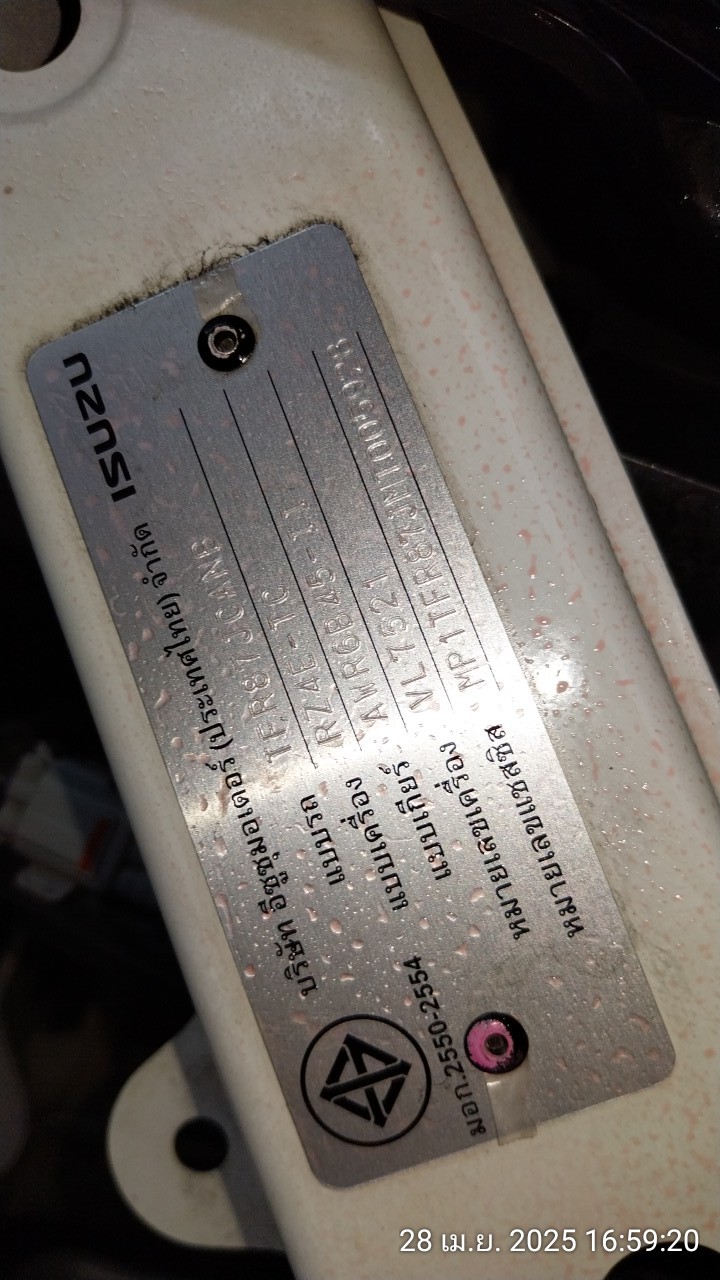 บริษัท อีซูซุมอเตอร์ (ประเทศไทย) จำกัด ISUZU
แบบรถ TFR87JCANB
แบบเครื่อง RZ4E-TC
แบบเกียร์ AWR6B45-II
หมายเลขเครื่อง VL7521
หมายเลขแชสซิส MP1TFR87JMT005928
มอก.2550-2554
28 เม.ย. 2025 16:59:20